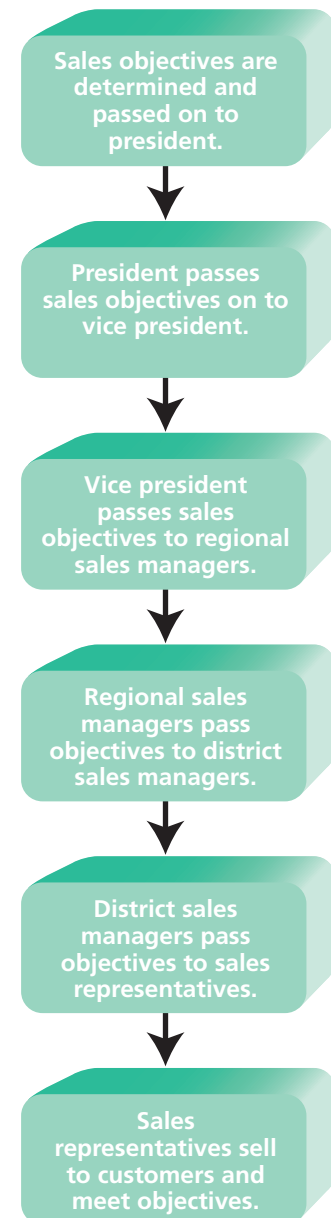 Sales objectives are
determined and
passed on to
president.
President passes
sales objectives on to
vice president.
Vice president
passes sales
objectives to regional
sales managers.
Regional sales
managers pass
objectives to district
sales managers.
District sales
managers pass
objectives to sales
representatives.
Sales
representatives sell
to customers and
meet objectives.